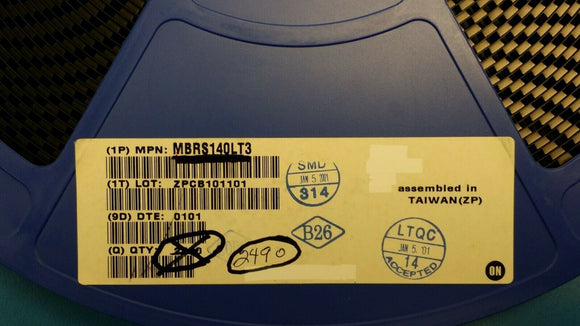 (1P) MPN: MBRS140LT3
(1T) LOT: ZPCB101101
(9D) DTE: 0101
(Q) QTY:
2490
SMD
JAN 5. 2001
314
B26
assembled in
TAIWAN(ZP)
LTQC
JAN 5. '01
14
ACCEPTED
ON